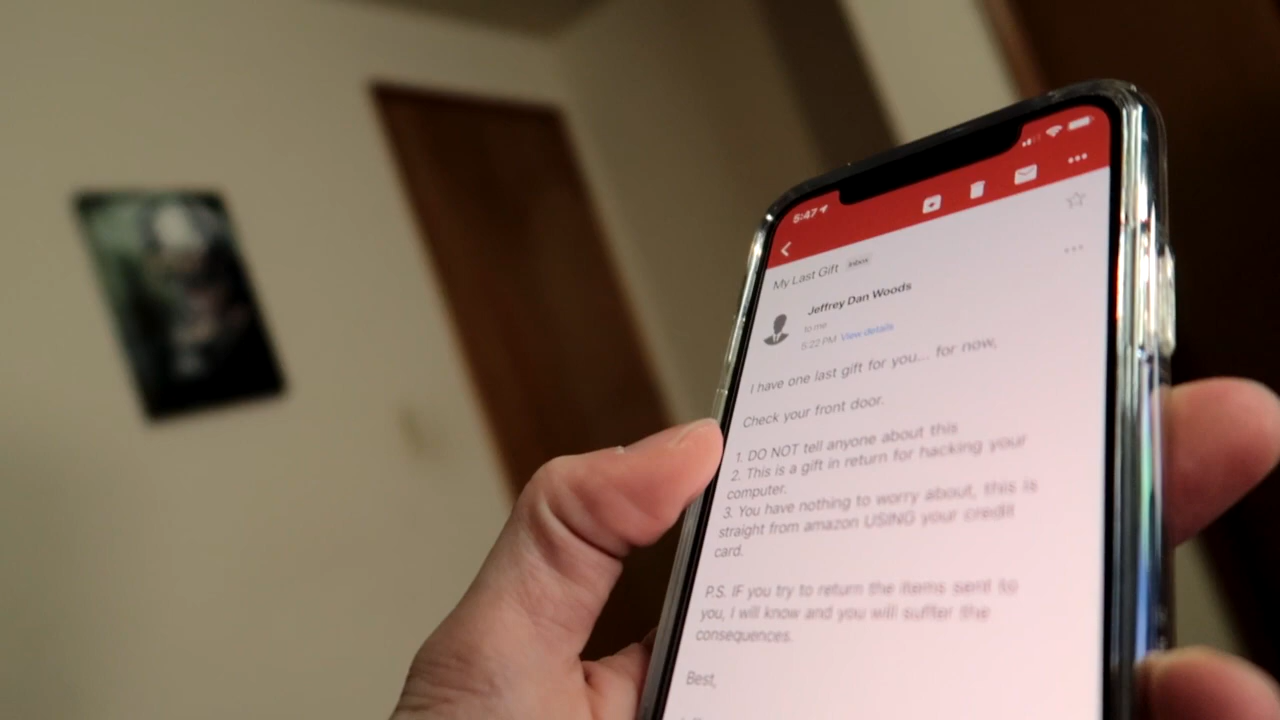 5:47
My Last Gift Inbox
Jeffrey Dan Woods
to me
5:22 PM View details
I have one last gift for you... for now,
Check your front door.
1. DO NOT tell anyone about this
2. This is a gift in return for hacking your
computer.
3. You have nothing to worry about, this is
straight from amazon USING your credit
card.
P.S. IF you try to return the items sent to
you, I will know and you will suffer the
consequences.
Best,